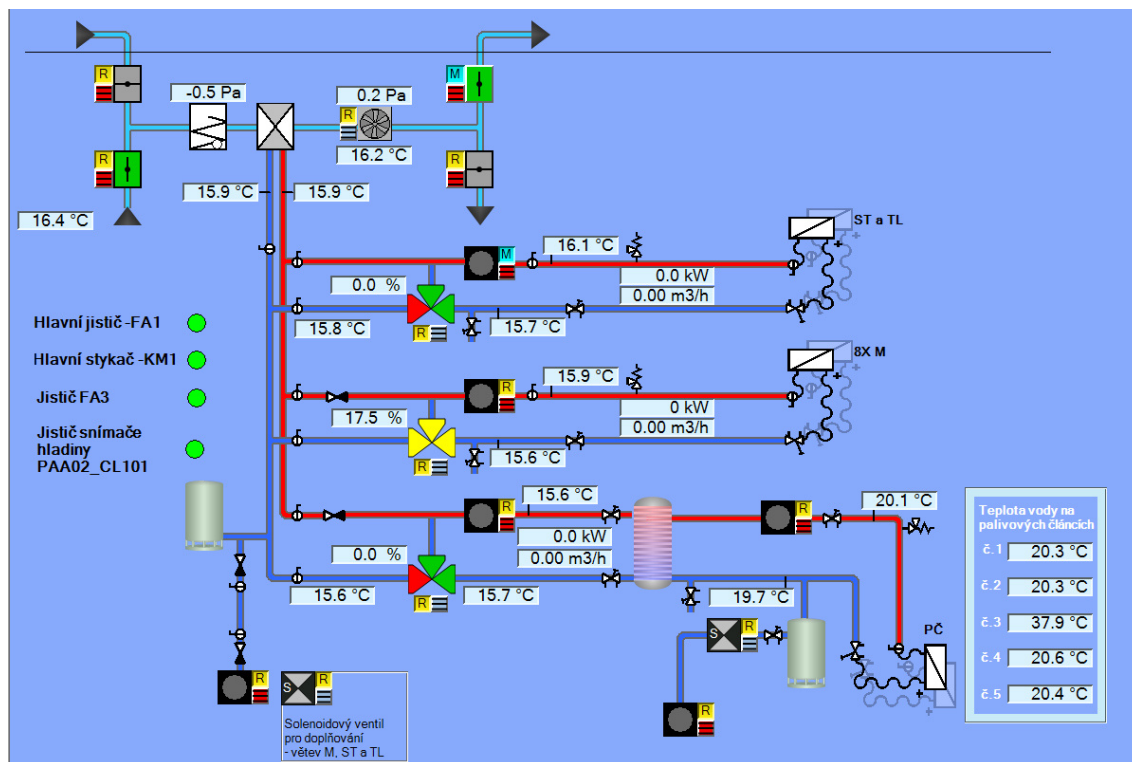 R
M
-0.5 Pa
0.2 Pa
R
R
16.2 °C
R
15.9 °C
15.9 °C
16.4 °C
ST a TL
16.1 °C
M
0.0 kW
0.0 %
0.00 m3/h
Hlavní jistič -FA1
15.8 °C
15.7 °C
R
Hlavní stykač -KM1
8X M
15.9 °C
R
Jistič FA3
0 kW
17.5 %
0.00 m3/h
Jistič snímače
hladiny
PAA02_CL101
15.6 °C
R
15.6 °C
R
R
20.1 °C
Teplota vody na
palivových článcích
0.0 kW
0.0 %
0.00 m3/h
č.1 20.3 °C
č.2 20.3 °C
15.6 °C
15.7 °C
19.7 °C
R
č.3 37.9 °C
S R
PČ
č.4 20.6 °C
R
S R
č.5 20.4 °C
R
Solenoidový ventil
pro doplňování
- větev M, ST a TL